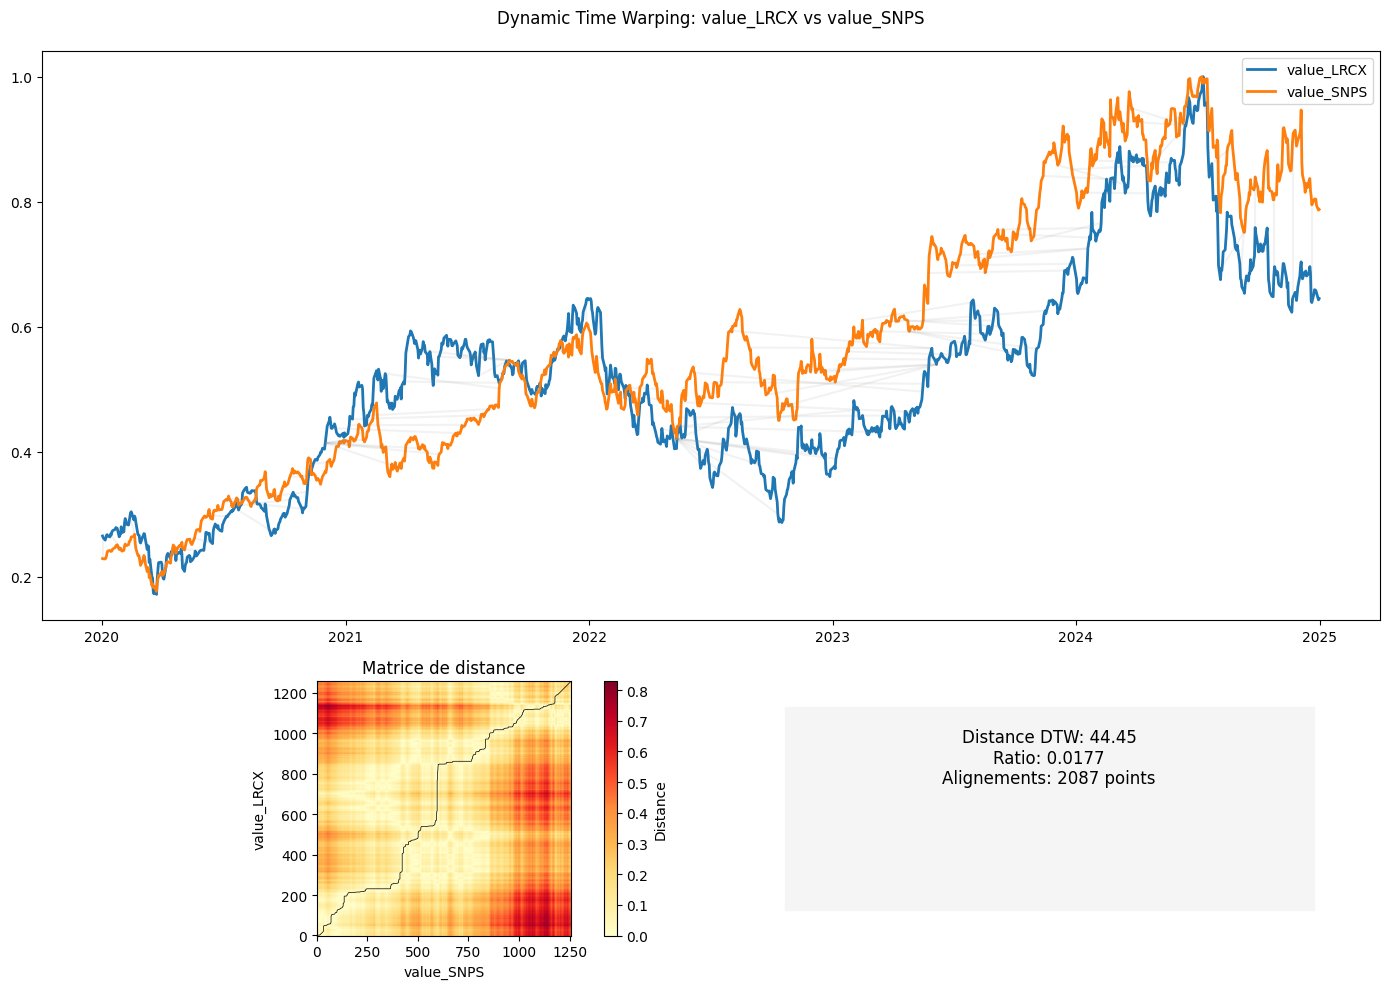 Dynamic Time Warping: value_LRCX vs value_SNPS
value_LRCX
value_SNPS
1.0
0.8
0.6
0.4
0.2
2020 2021 2022 2023 2024 2025
Matrice de distance
value_LRCX
1200
1000
800
600
400
200
0
0 250 500 750 1000 1250
value_SNPS
0.8
0.7
0.6
0.5
0.4
0.3
0.2
0.1
0.0
Distance
Distance DTW: 44.45
Ratio: 0.0177
Alignements: 2087 points